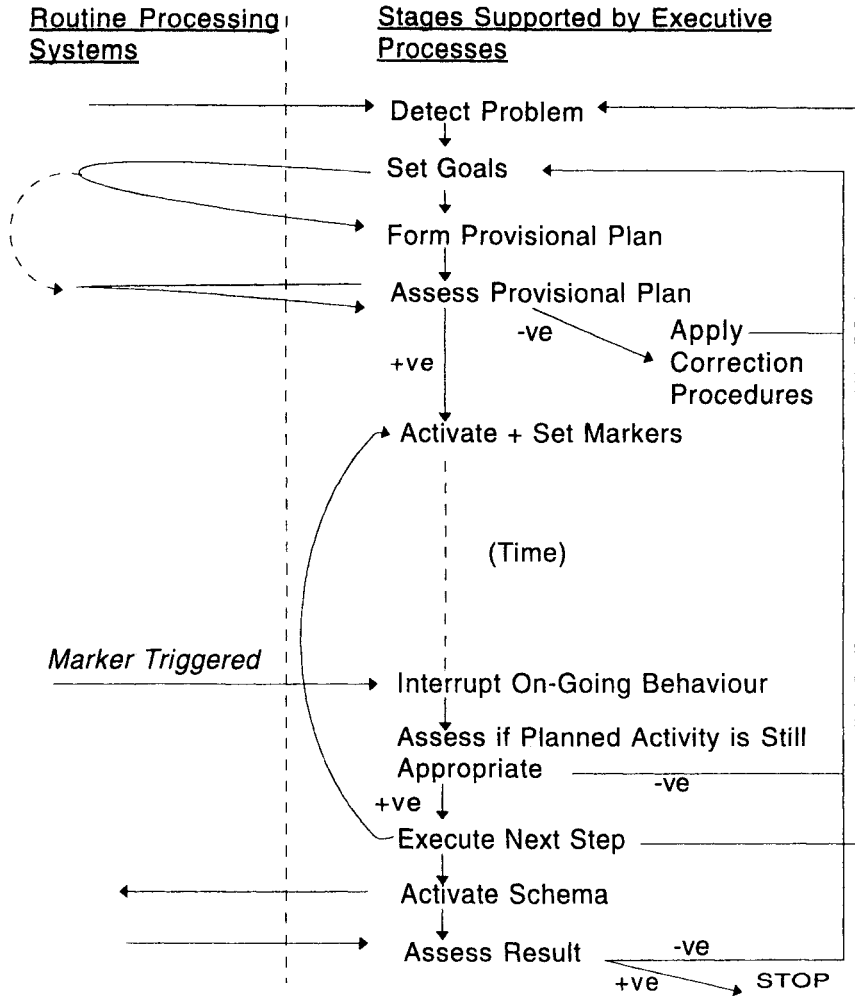 Routine Processing
Systems
Stages Supported by Executive
Processes
Detect Problem
Set Goals
Form Provisional Plan
Assess Provisional Plan
-ve
Apply
Correction
Procedures
+ve
Activate + Set Markers
(Time)
Marker Triggered
Interrupt On-Going Behaviour
Assess if Planned Activity is Still
Appropriate
-ve
+ve
Execute Next Step
Activate Schema
Assess Result
-ve
+ve
STOP